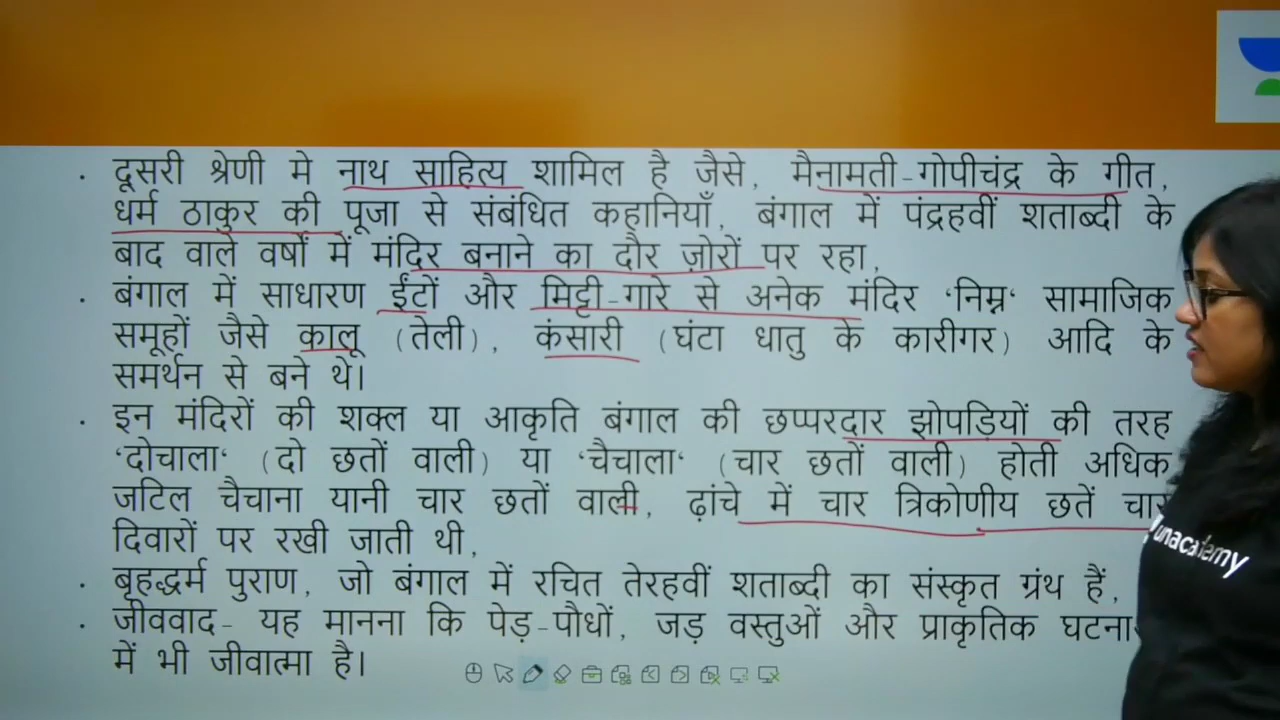 · दूसरी श्रेणी मे नाथ साहित्य शामिल है जैसे, मैनामती-गोपीचंद्र के गीत,
धर्म ठाकुर की पूजा से संबंधित कहानियाँ, बंगाल में पंद्रहवीं शताब्दी के
बाद वाले वर्षों में मंदिर बनाने का दौर ज़ोरों पर रहा,
· बंगाल में साधारण ईंटों और मिट्टी-गारे से अनेक मंदिर ‘निम्न‘ सामाजिक
समूहों जैसे कालू (तेली), कंसारी (घंटा धातु के कारीगर) आदि के
समर्थन से बने थे।
· इन मंदिरों की शक्ल या आकृति बंगाल की छप्परदार झोपड़ियों की तरह
‘दोचाला‘ (दो छतों वाली) या ‘चैचाला‘ (चार छतों वाली) होती अधिक
जटिल चैचाना यानी चार छतों वाली, ढ़ांचे में चार त्रिकोणीय छतें चार
दिवारों पर रखी जाती थी,
· बृहद्धर्म पुराण, जो बंगाल में रचित तेरहवीं शताब्दी का संस्कृत ग्रंथ हैं,
· जीववाद- यह मानना कि पेड़-पौधों, जड़ वस्तुओं और प्राकृतिक
में भी जीवात्मा है।
unacademy